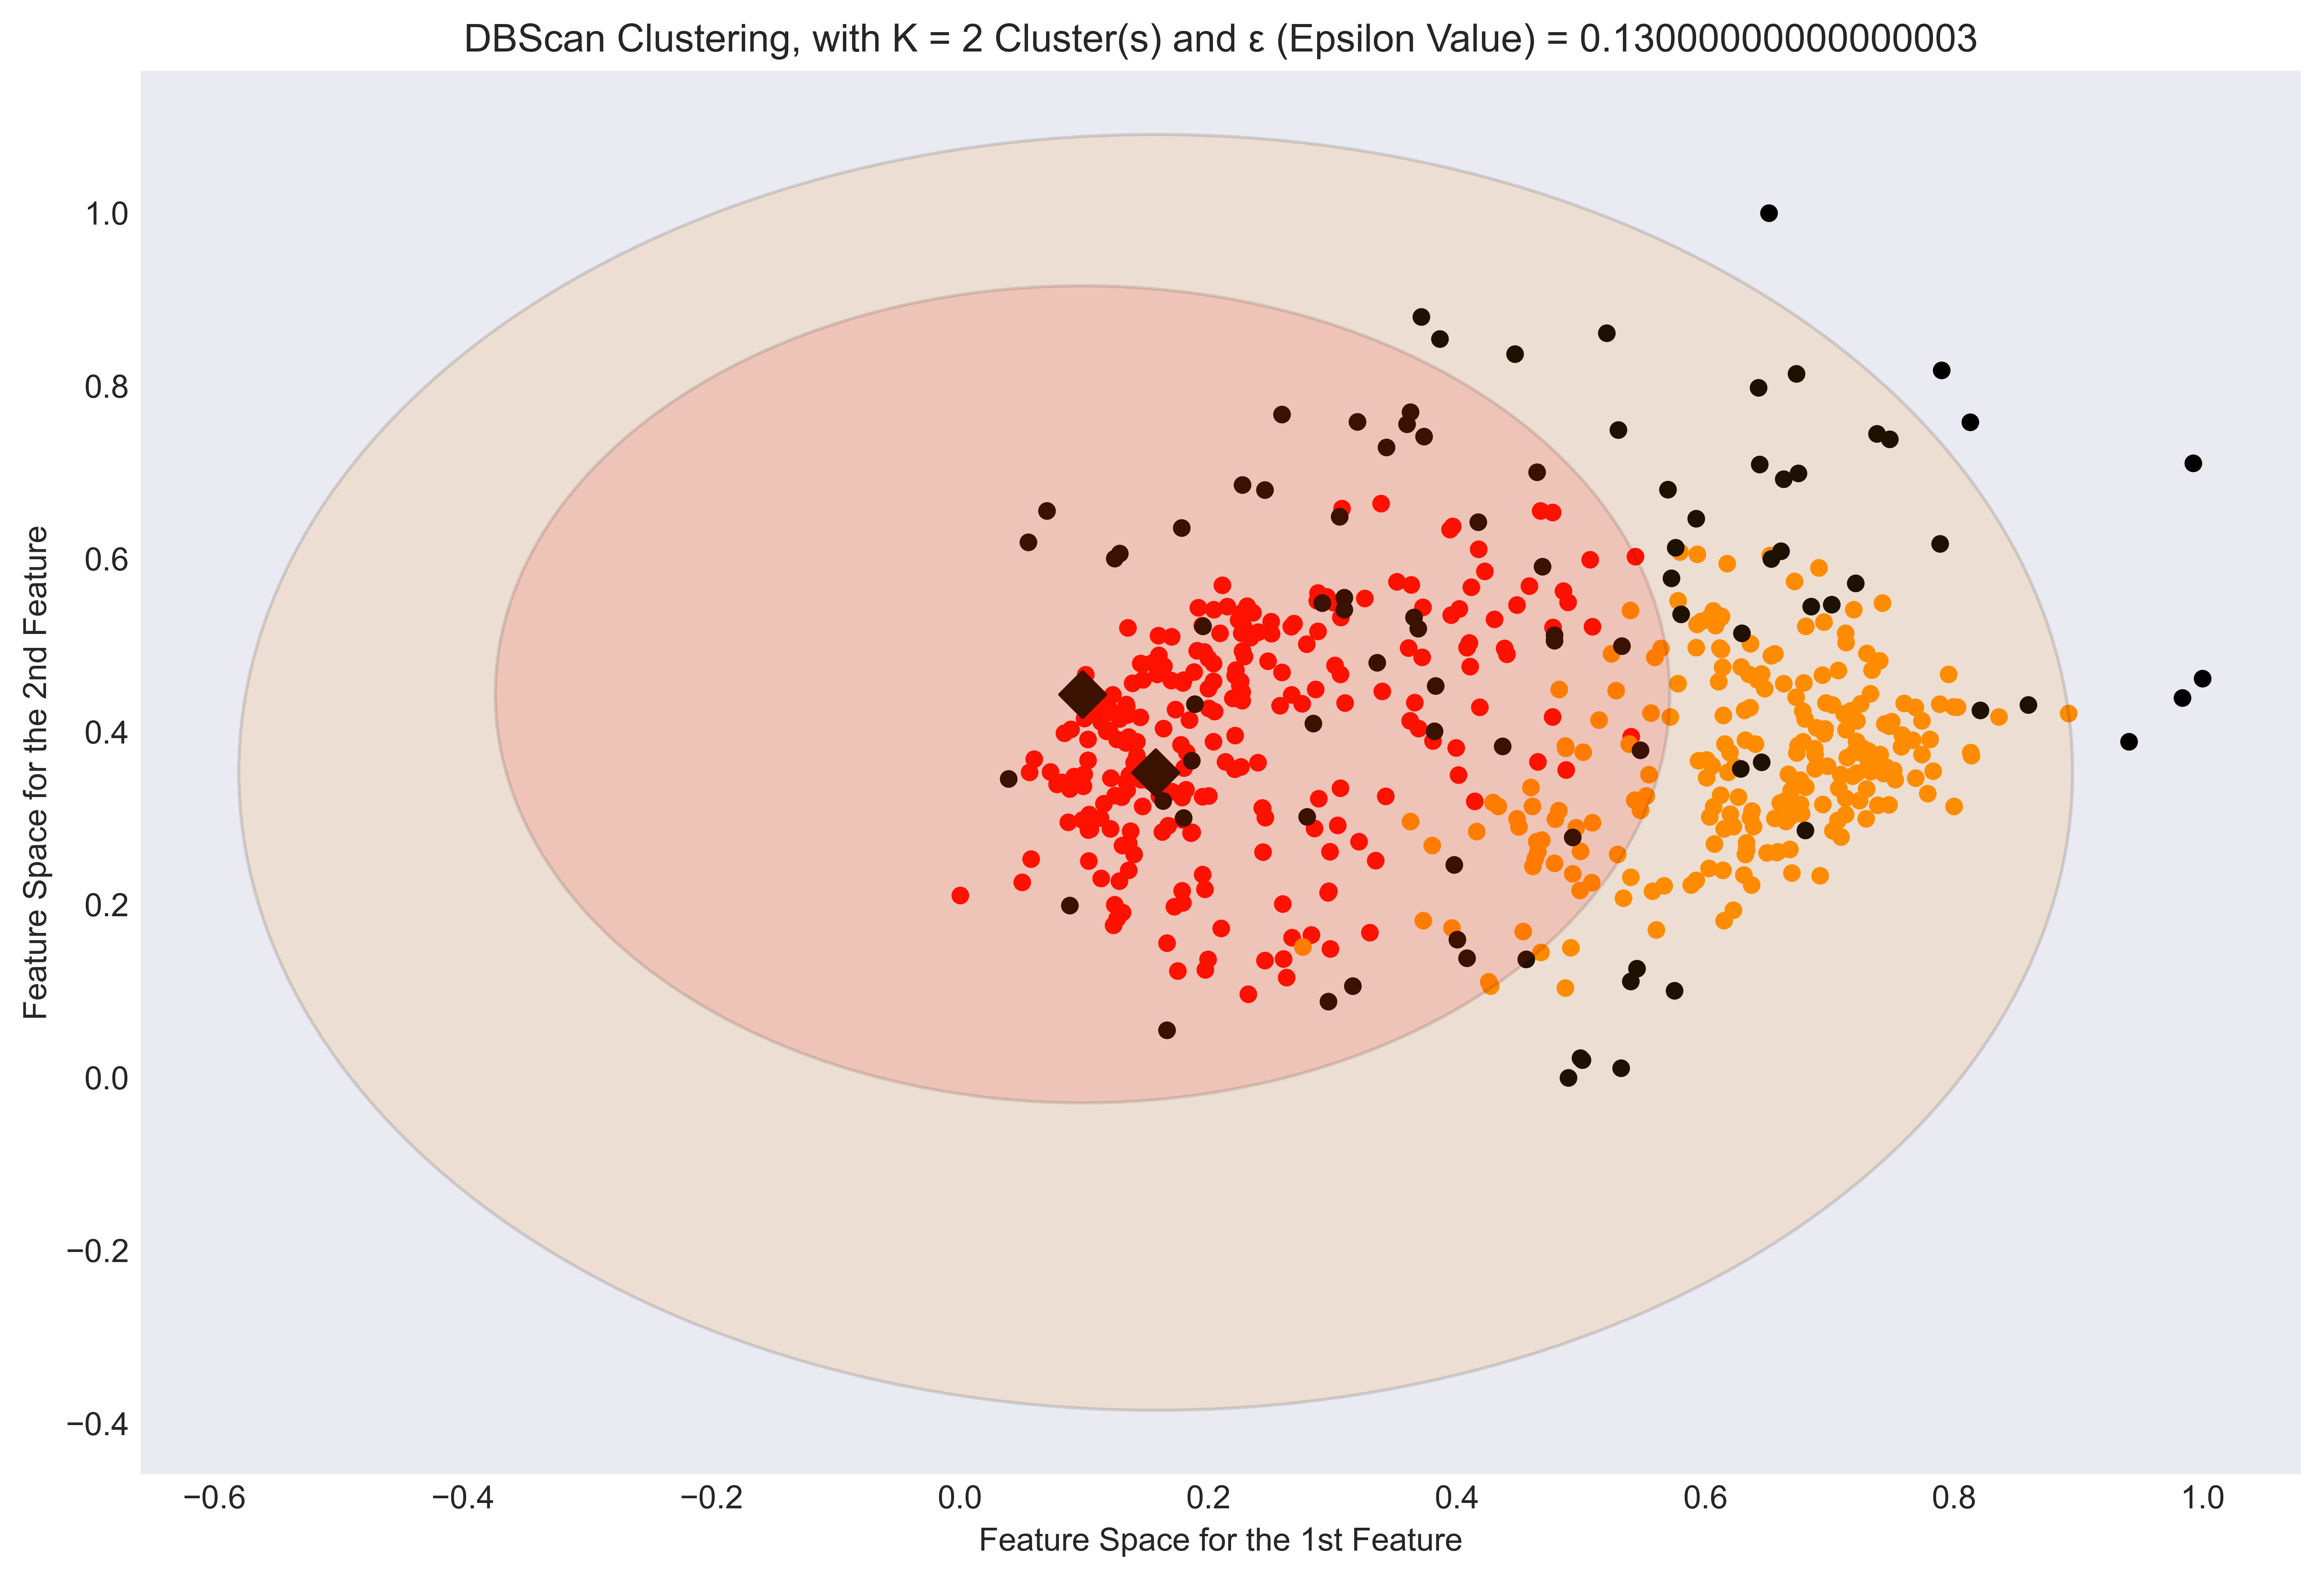 DBScan Clustering, with K = 2 Cluster(s) and ε (Epsilon Value) = 0.13000000000000003
Feature Space for the 2nd Feature
1.0
0.8
0.6
0.4
0.2
0.0
−0.2
−0.4
−0.6 −0.4 −0.2 0.0 0.2 0.4 0.6 0.8 1.0
Feature Space for the 1st Feature